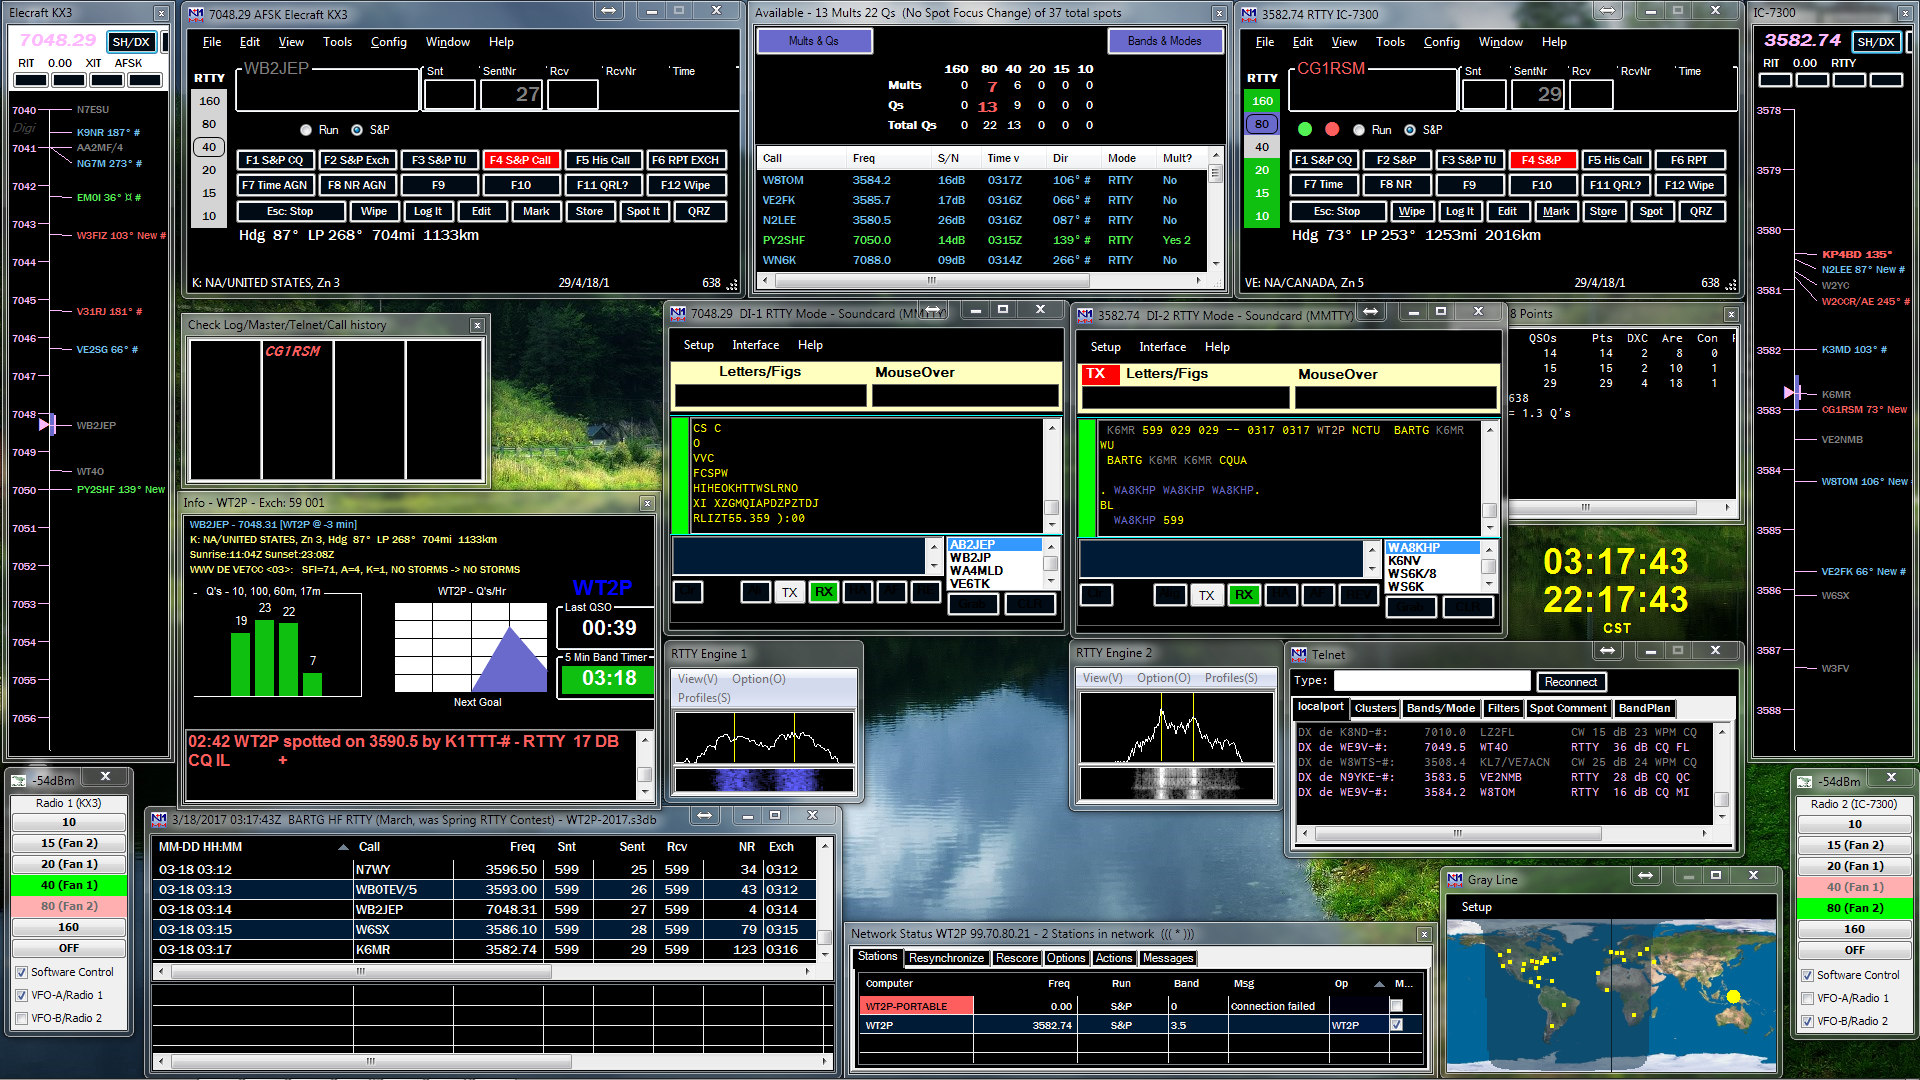 Elecraft KX3
7048.29 SH/DX
RIT 0.00 XIT AFSK
7040 N7ESU
Digi
K9NR 187° #
7041 AA2MF/4
NG7M 273° #
7042
EM0I 36° ¤ #
7043
W3FIZ 103° New #
7044
7045
V31RJ 181° #
7046
VE2SG 66° #
7047
7048
WB2JEP
7049
WT4O
7050 PY2SHF 139° New
7051
7052
7053
7054
7055
7056
7048.29 AFSK Elecraft KX3
File Edit View Tools Config Window Help
RTTY
160
80
40
20
15
10
WB2JEP Snt SentNr Rcv RcvNr Time
27
Run S&P
F1 S&P CQ F2 S&P Exch F3 S&P TU F4 S&P Call F5 His Call F6 RPT EXCH
F7 Time AGN F8 NR AGN F9 F10 F11 QRL? F12 Wipe
Esc: Stop Wipe Log It Edit Mark Store Spot It QRZ
Hdg 87° LP 268° 704mi 1133km
K: NA/UNITED STATES, Zn 3 29/4/18/1 638
Available - 13 Mults 22 Qs (No Spot Focus Change) of 37 total spots
Mults & Qs Bands & Modes
160 80 40 20 15 10
Mults 0 7 6 0 0 0
Qs 0 13 9 0 0 0
Total Qs 0 22 13 0 0 0
Call Freq S/N Time v Dir Mode Mult?
W8TOM 3584.2 16dB 0317Z 106° # RTTY No
VE2FK 3585.7 17dB 0316Z 066° # RTTY No
N2LEE 3580.5 26dB 0316Z 087° # RTTY No
PY2SHF 7050.0 14dB 0315Z 139° # RTTY Yes 2
WN6K 7088.0 09dB 0314Z 266° # RTTY No
3582.74 RTTY IC-7300
File Edit View Tools Config Window Help
RTTY
160
80
40
20
15
10
CG1RSM Snt SentNr Rcv RcvNr Time
29
Run S&P
F1 S&P CQ F2 S&P F3 S&P TU F4 S&P F5 His Call F6 RPT
F7 Time F8 NR F9 F10 F11 QRL? F12 Wipe
Esc: Stop Wipe Log It Edit Mark Store Spot QRZ
Hdg 73° LP 253° 1253mi 2016km
VE: NA/CANADA, Zn 5 29/4/18/1 638
IC-7300
3582.74 SH/DX
RIT 0.00 RTTY
3578
3579
3580
KP4BD 135°
N2LEE 87° New #
W2YC
3581
W2CCR/AE 245° #
3582 K3MD 103° #
K6MR
3583 CG1RSM 73° New
VE2NMB
3584
W8TOM 106° New
3585
VE2FK 66° New #
3586 W6SX
3587
W3FV
3588
Check Log/Master/Telnet/Call history
CG1RSM
7048.29 DI-1 RTTY Mode - Soundcard (MMTTY)
Setup Interface Help
Letters/Figs MouseOver
CS C
O
VVC
FCSPW
HIHEOKHTTWSLRNO
XI XZGMQIAPDZPZTDJ
RLIZT55.359 ):00
AB2JEP
WB2JP
WA4MLD
VE6TK
TX RX
3582.74 DI-2 RTTY Mode - Soundcard (MMTTY)
Setup Interface Help
TX Letters/Figs MouseOver
K6MR 599 029 029 -- 0317 0317 WT2P NCTU BARTG K6MR
WU
BARTG K6MR K6MR CQUA
. WA8KHP WA8KHP WA8KHP.
BL
WA8KHP 599
WA8KHP
K6NV
WS6K/8
WS6K
TX RX
8 Points
QSOs Pts DXC Are Con
14 14 2 8 0
15 15 2 10 1
29 29 4 18 1
638
= 1.3 Q's
03:17:43
22:17:43
CST
Info - WT2P - Exch: 59 001
WB2JEP - 7048.31 [WT2P @ -3 min]
K: NA/UNITED STATES, Zn 3, Hdg 87° LP 268° 704mi 1133km
Sunrise:11:04Z Sunset:23:08Z
WWV DE VE7CC <03>: SFI=71, A=4, K=1, NO STORMS -> NO STORMS
Q's - 10, 100, 60m, 17m
19 23 22 7
WT2P - Q's/Hr
Next Goal
WT2P
Last QSO
00:39
5 Min Band Timer
03:18
02:42 WT2P spotted on 3590.5 by K1TTT-# - RTTY 17 DB
CQ IL +
RTTY Engine 1
View(V) Option(O)
Profiles(S)
RTTY Engine 2
View(V) Option(O) Profiles(S)
Telnet
Type: Reconnect
localport Clusters Bands/Mode Filters Spot Comment BandPlan
DX de K8ND-#: 7010.0 LZ2FL CW 15 dB 23 WPM CQ
DX de WE9V-#: 7049.5 WT4O RTTY 36 dB CQ FL
DX de W8WTS-#: 3508.4 KL7/VE7ACN CW 25 dB 24 WPM CQ
DX de N9YKE-#: 3583.5 VE2NMB RTTY 28 dB CQ QC
DX de WE9V-#: 3584.2 W8TOM RTTY 16 dB CQ MI
-54dBm
Radio 1 (KX3)
10
15 (Fan 2)
20 (Fan 1)
40 (Fan 1)
80 (Fan 2)
160
OFF
Software Control
VFO-A/Radio 1
VFO-B/Radio 2
3/18/2017 03:17:43Z BARTG HF RTTY (March, was Spring RTTY Contest) - WT2P-2017.s3db
MM-DD HH:MM Call Freq Snt Sent Rcv NR Exch
03-18 03:12 N7WY 3596.50 599 25 599 34 0312
03-18 03:13 WB0TEV/5 3593.00 599 26 599 43 0312
03-18 03:14 WB2JEP 7048.31 599 27 599 4 0314
03-18 03:15 W6SX 3586.10 599 28 599 79 0315
03-18 03:17 K6MR 3582.74 599 29 599 123 0316
Network Status WT2P 99.70.80.21 - 2 Stations in network ((( * )))
Stations Resynchronize Rescore Options Actions Messages
Computer Freq Run Band Msg Op M...
WT2P-PORTABLE 0.00 S&P 0 Connection failed
WT2P 3582.74 S&P 3.5 WT2P
Gray Line
Setup
-54dBm
Radio 2 (IC-7300)
10
15 (Fan 2)
20 (Fan 1)
40 (Fan 1)
80 (Fan 2)
160
OFF
Software Control
VFO-A/Radio 1
VFO-B/Radio 2